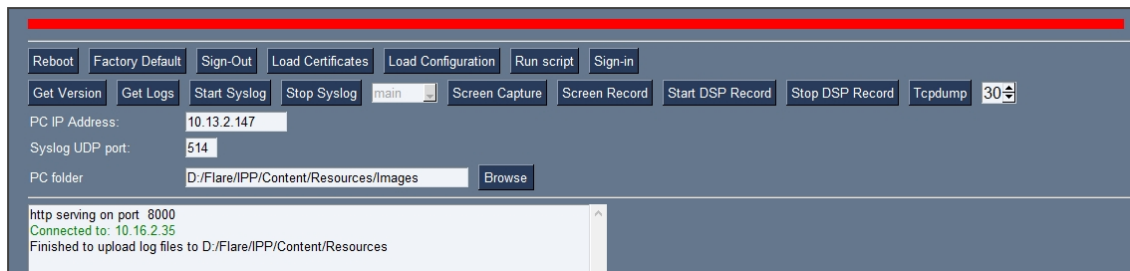 Reboot Factory Default Sign-Out Load Certificates Load Configuration Run script Sign-in
Get Version Get Logs Start Syslog Stop Syslog main Screen Capture Screen Record Start DSP Record Stop DSP Record Tcpdump 30
PC IP Address: 10.13.2.147
Syslog UDP port: 514
PC folder D:/Flare/IPP/Content/Resources/Images Browse
http serving on port 8000
Connected to: 10.16.2.35
Finished to upload log files to D:/Flare/IPP/Content/Resources